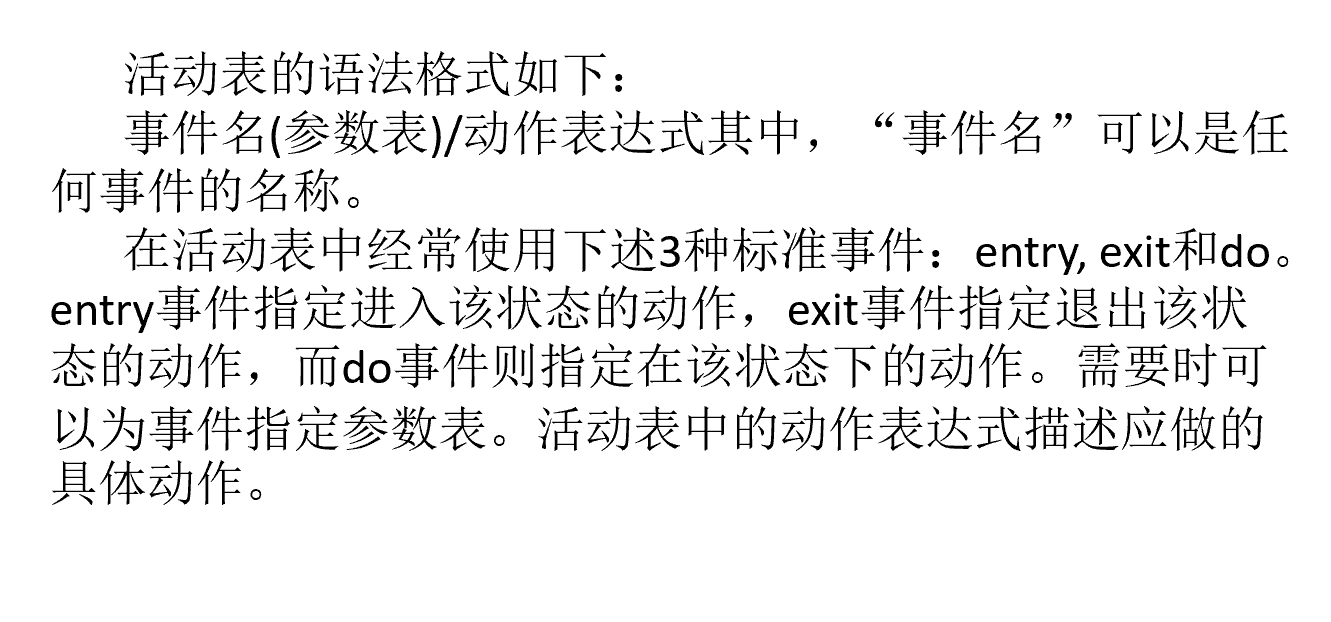 活动表的语法格式如下：
事件名(参数表)/动作表达式其中，“事件名”可以是任
何事件的名称。
在活动表中经常使用下述3种标准事件：entry, exit和do。
entry事件指定进入该状态的动作，exit事件指定退出该状
态的动作，而do事件则指定在该状态下的动作。需要时可
以为事件指定参数表。活动表中的动作表达式描述应做的
具体动作。